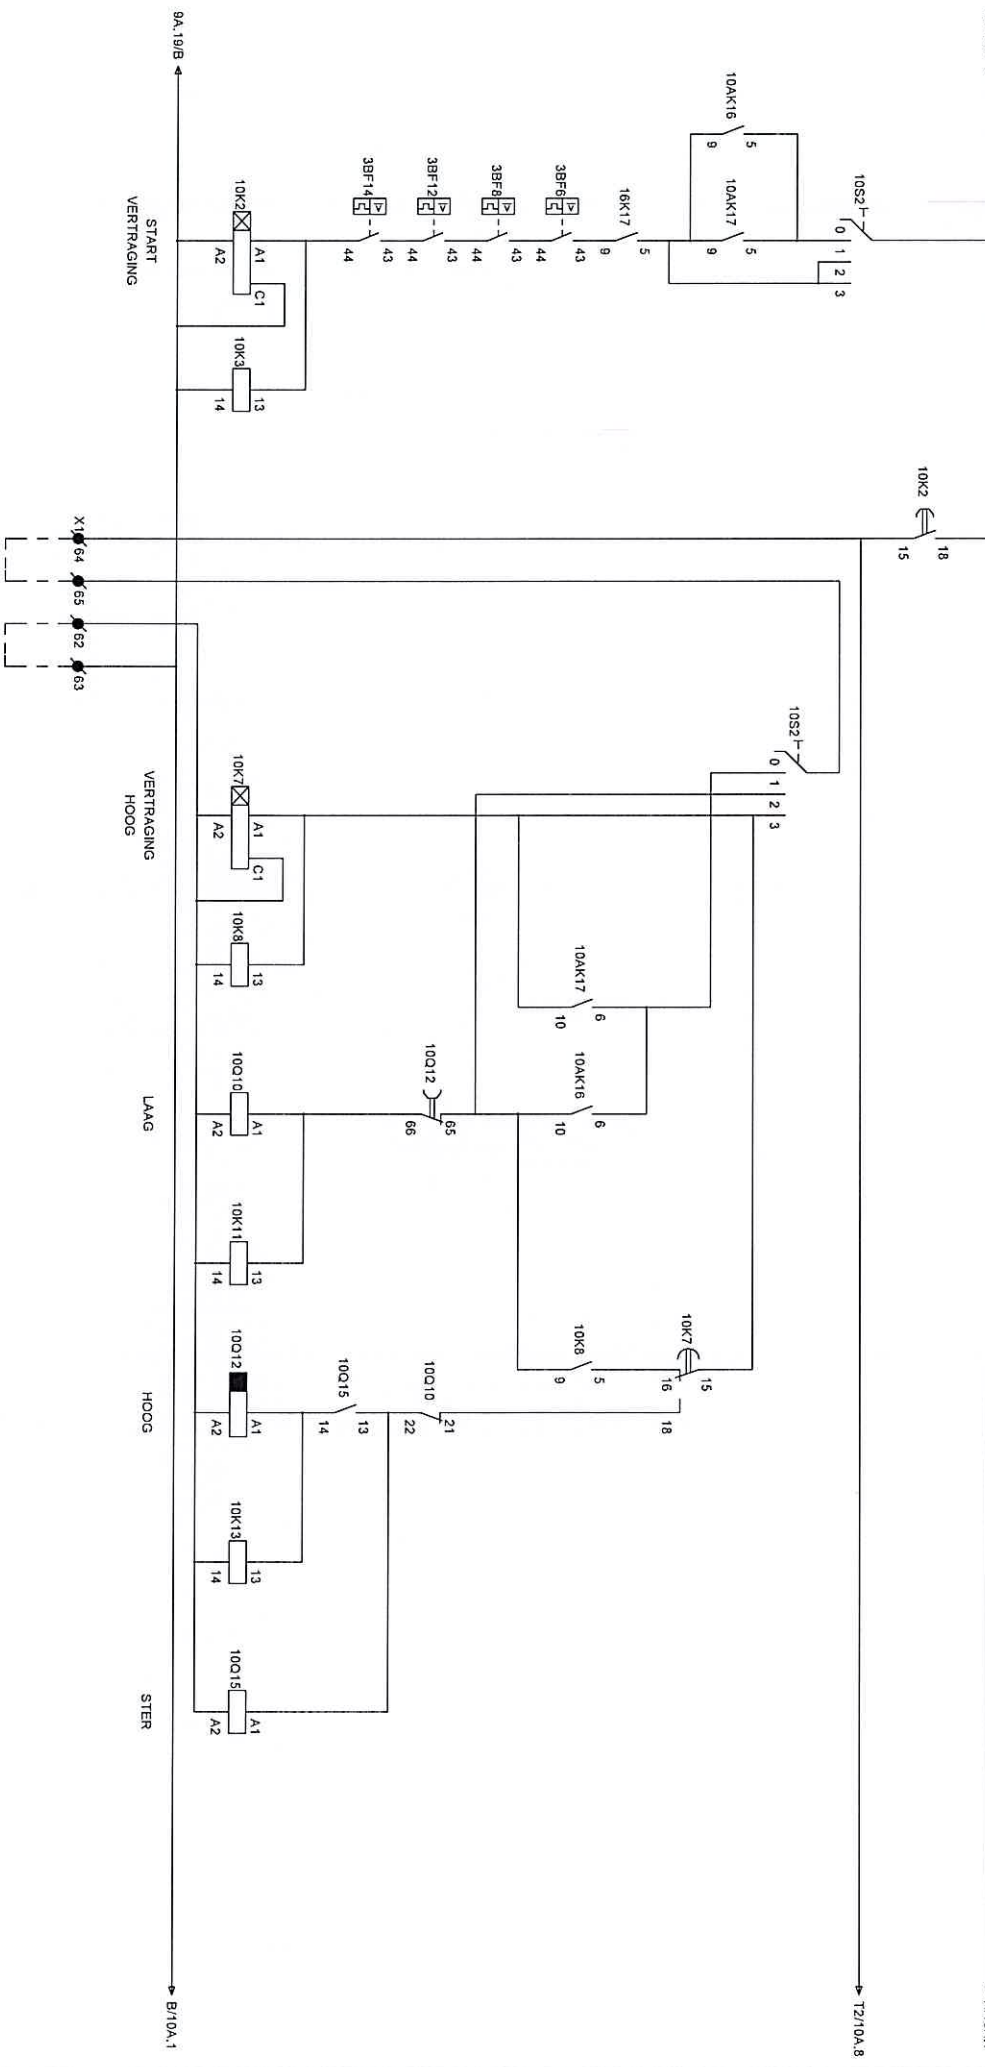 9A.19/B
10S2
0
1
2
3
10AK16
9
5
10AK17
9
5
16K17
9
5
3BF6
43
44
3BF8
43
44
3BF12
43
44
3BF14
43
44
10K2
A1
A2
C1
START
VERTRAGING
10K3
13
14
10K2
18
15
X1
64
65
62
63
10S2
0
1
2
3
10K7
A1
A2
C1
VERTRAGING
HOOG
10K8
13
14
10AK17
6
10
10AK16
6
10
10Q12
65
66
10Q10
A1
A2
LAAG
10K11
13
14
10K7
15
16
18
10K8
5
9
10Q10
21
22
10Q15
13
14
10Q12
A1
A2
HOOG
10K13
13
14
10Q15
A1
A2
STER
T2/10A.8
B/10A.1